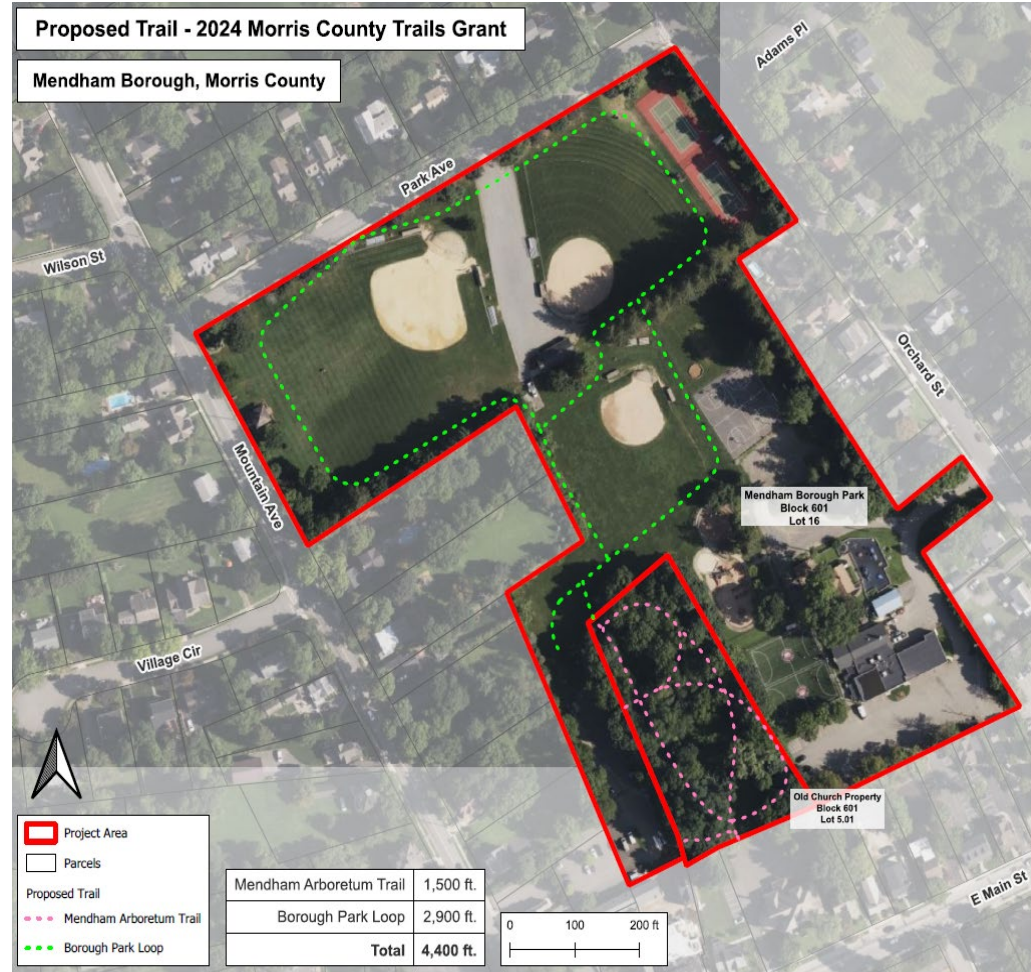 Proposed Trail - 2024 Morris County Trails Grant
Mendham Borough, Morris County
Adams Pl
Park Ave
Wilson St
Orchard St
Mountain Ave
Mendham Borough Park
Block 601
Lot 16
Village Cir
Old Church Property
Block 601
Lot 5.01
E Main St
Project Area
Parcels
Proposed Trail
Mendham Arboretum Trail
Borough Park Loop
Mendham Arboretum Trail 1,500 ft.
Borough Park Loop 2,900 ft.
Total 4,400 ft.
0 100 200 ft